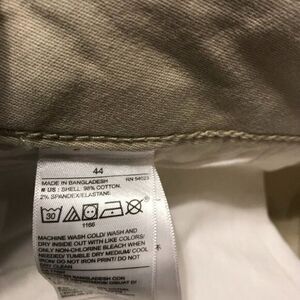 44
MADE IN BANGLADESH RN 54023
# US : SHELL: 98% COTTON.
2% SPANDEX/ELASTANE.
30
1166
MACHINE WASH COLD/ WASH AND
DRY INSIDE OUT WITH LIKE COLORS/
ONLY NON-CHLORINE BLEACH WHEN
NEEDED/ TUMBLE DRY MEDIUM/ COOL
IRON/ DO NOT IRON PRINT/ DO NOT
DRY CLEAN